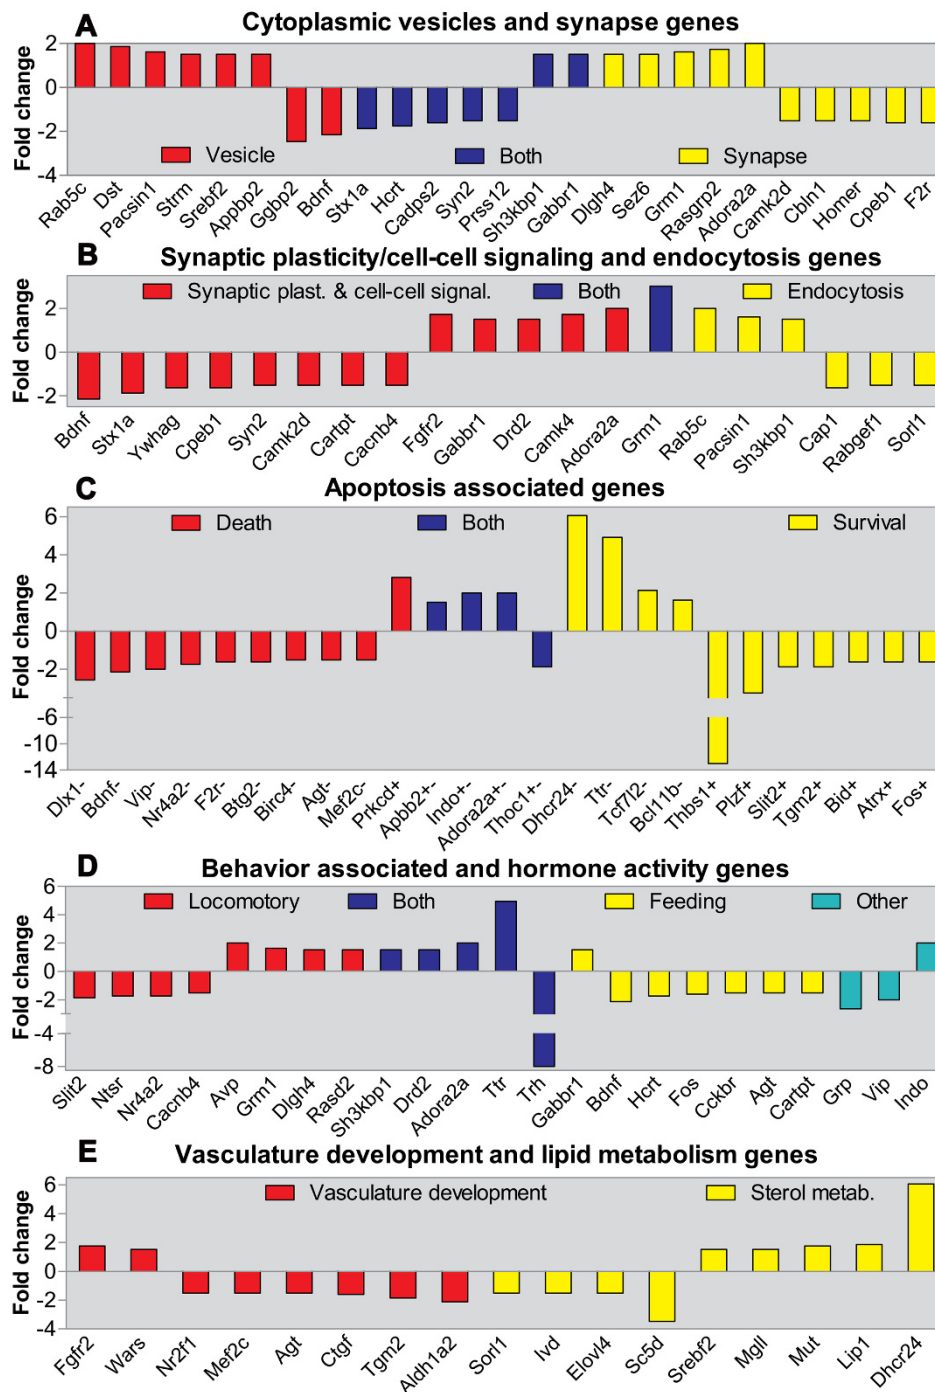 A Cytoplasmic vesicles and synapse genes
Fold change
2
0
-2
-4
Vesicle Both Synapse
Rab5c Dst Pacsin1 Strm Srebf2 Appbp2 Ggbp2 Bdnf Stx1a Hcrt Cadps2 Syn2 Prss12 Sh3kbp1 Gabbr1 Dlgh4 Sez6 Grm1 Rasgrp2 Adora2a Camk2d Cbln1 Homer Cpeb1 F2r
B Synaptic plasticity/cell-cell signaling and endocytosis genes
Fold change
Synaptic plast. & cell-cell signal. Both Endocytosis
2
0
-2
Bdnf Stx1a Ywhag Cpeb1 Syn2 Camk2d Cartpt Cacnb4 Fgfr2 Gabbr1 Drd2 Camk4 Adora2a Grm1 Rab5c Pacsin1 Sh3kbp1 Cap1 Rabgef1 Sorl1
C Apoptosis associated genes
Fold change
Death Both Survival
6
4
2
0
-2
-6
-10
-14
Dlx1- Bdnf- Vip- Nr4a2- F2r- Btg2- Birc4- Agt- Mef2c- Prkcd+ Apbb2+- Indo+- Adora2a+- Thoc1+- Dhcr24- Ttr- Tcf7l2- Bcl11b- Thbs1+ Plzf+ Slit2+ Tgm2+ Bid+ Atrx+ Fos+
D Behavior associated and hormone activity genes
Fold change
Locomotory Both Feeding Other
6
4
2
0
-2
-4
-8
Slit2 Ntsr Nr4a2 Cacnb4 Avp Grm1 Dlgh4 Rasd2 Sh3kbp1 Drd2 Adora2a Ttr Trh Gabbr1 Bdnf Hcrt Fos Cckbr Agt Cartpt Grp Vip Indo
E Vasculature development and lipid metabolism genes
Fold change
Vasculature development Sterol metab.
6
4
2
0
-2
-4
Fgfr2 Wars Nr2f1 Mef2c Agt Ctgf Tgm2 Aldh1a2 Sorl1 Ivd Elovl4 Sc5d Srebf2 Mgll Mut Lip1 Dhcr24